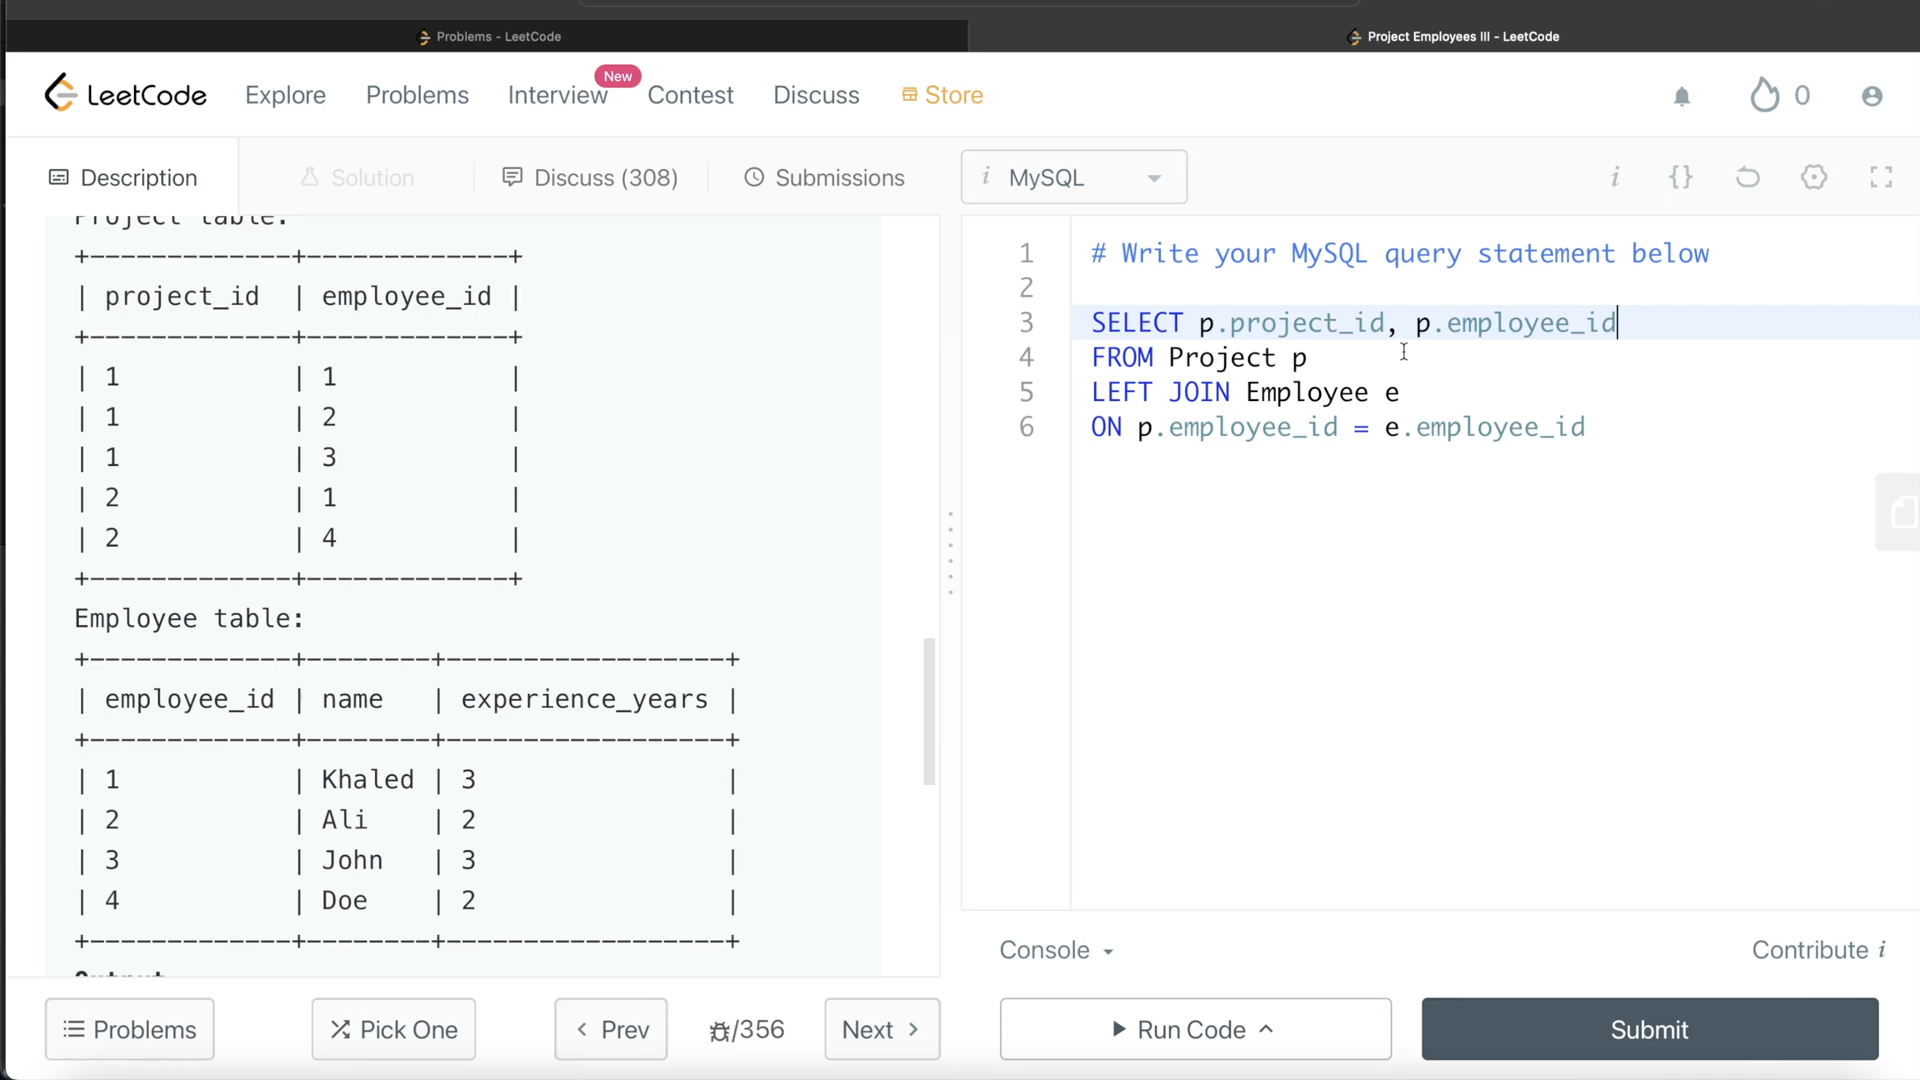 Problems - LeetCode
Project Employees III - LeetCode
LeetCode Explore Problems Interview New Contest Discuss Store 0
Description Solution Discuss (308) Submissions
i MySQL
i {}
Project table:
+-------------+-------------+
| project_id  | employee_id |
+-------------+-------------+
| 1           | 1           |
| 1           | 2           |
| 1           | 3           |
| 2           | 1           |
| 2           | 4           |
+-------------+-------------+
Employee table:
+-------------+--------+------------------+
| employee_id | name   | experience_years |
+-------------+--------+------------------+
| 1           | Khaled | 3                |
| 2           | Ali    | 2                |
| 3           | John   | 3                |
| 4           | Doe    | 2                |
+-------------+--------+------------------+
1 # Write your MySQL query statement below
2
3 SELECT p.project_id, p.employee_id
4 FROM Project p
5 LEFT JOIN Employee e
6 ON p.employee_id = e.employee_id
Console
Contribute i
Problems
Pick One
Prev
/356
Next
Run Code
Submit